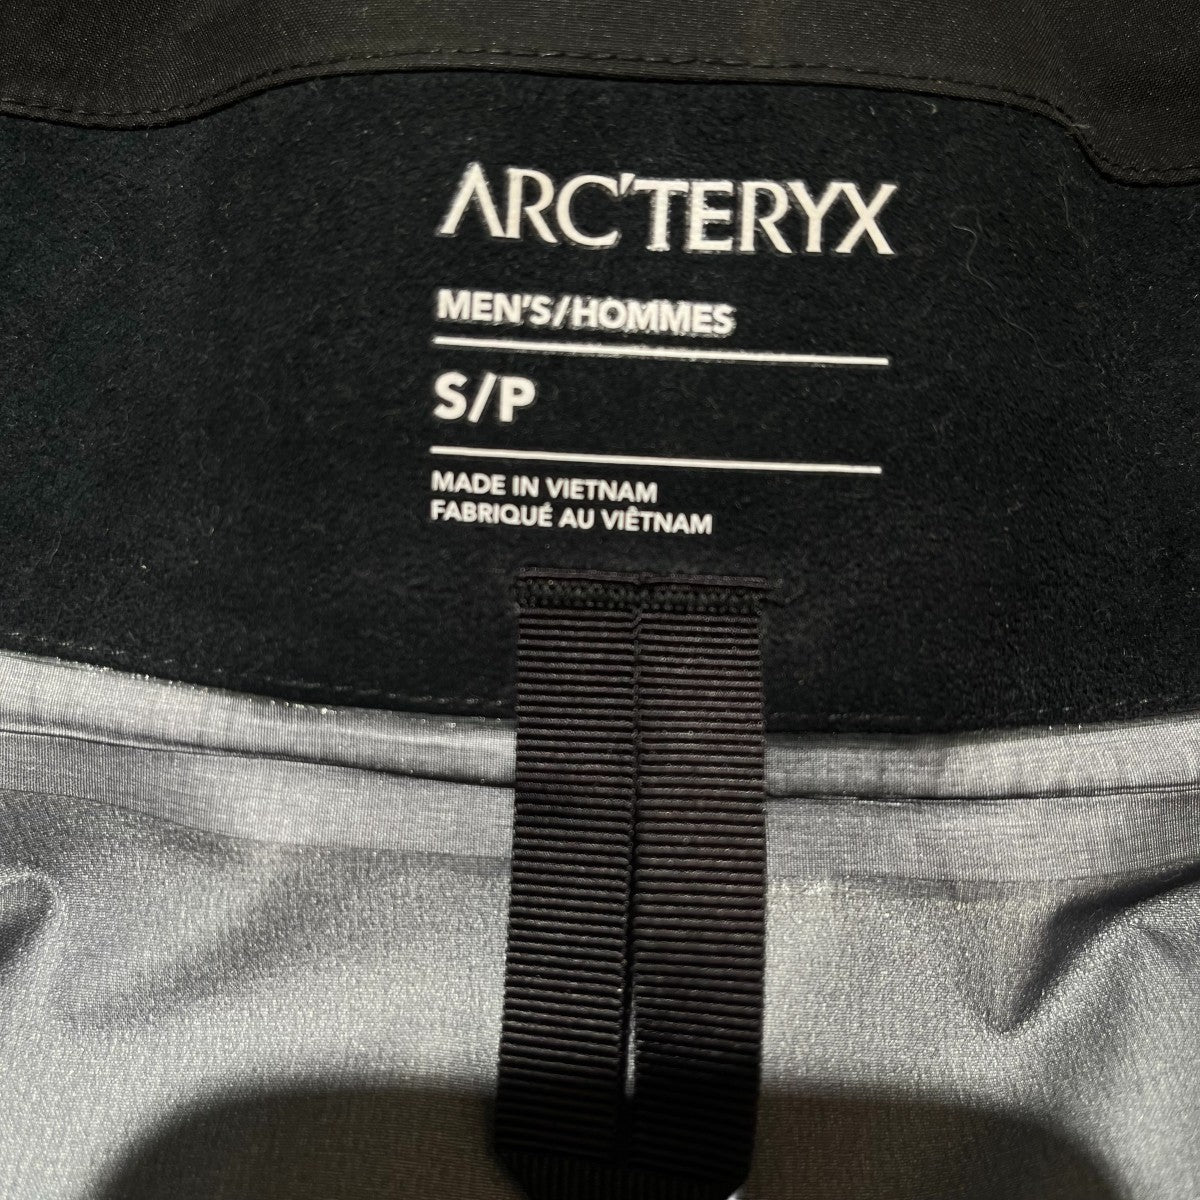 ARC'TERYX
MEN'S/HOMMES
S/P
MADE IN VIETNAM
FABRIQUÉ AU VIÊTNAM